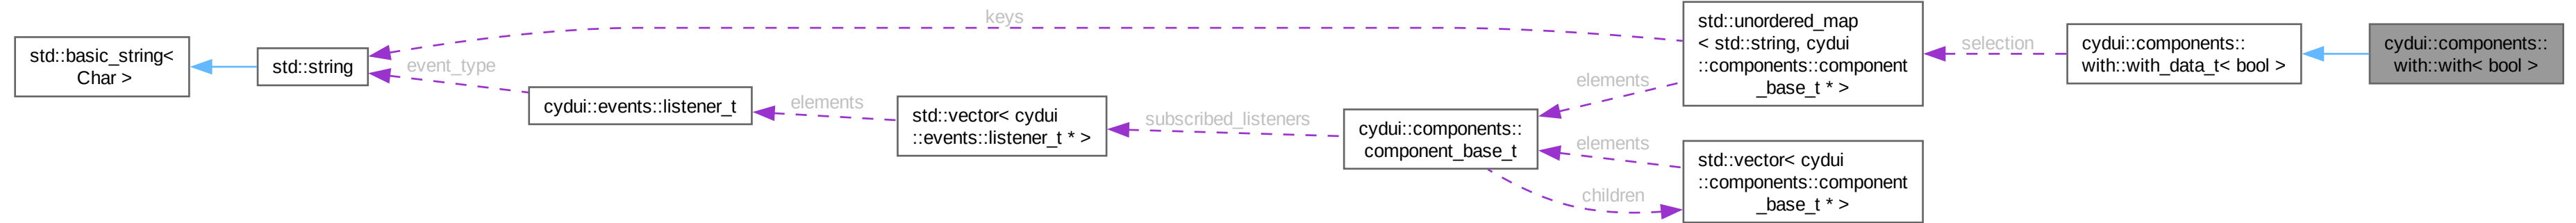 std::basic_string<
Char >
std::string
keys
event_type
cydui::events::listener_t
elements
std::vector< cydui
::events::listener_t * >
subscribed_listeners
cydui::components::
component_base_t
elements
elements
children
std::unordered_map
< std::string, cydui
::components::component
_base_t * >
std::vector< cydui
::components::component
_base_t * >
selection
cydui::components::
with::with_data_t< bool >
cydui::components::
with::with< bool >